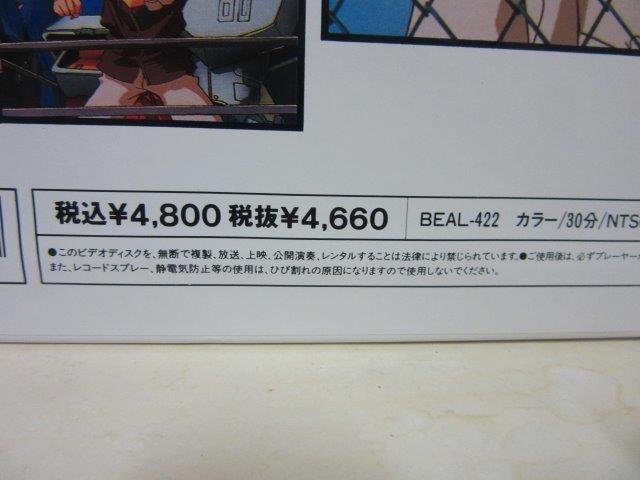 税込¥4,800 税抜¥4,660 BEAL-422 カラー/30分/NTS
●このビデオディスクを、無断で複製、放送、上映、公開演奏、レンタルすることは法律により禁じられています。●ご使用後は、必ずプレーヤーか
また、レコードスプレー、静電気防止等の使用は、ひび割れの原因になりますので使用しないでください。